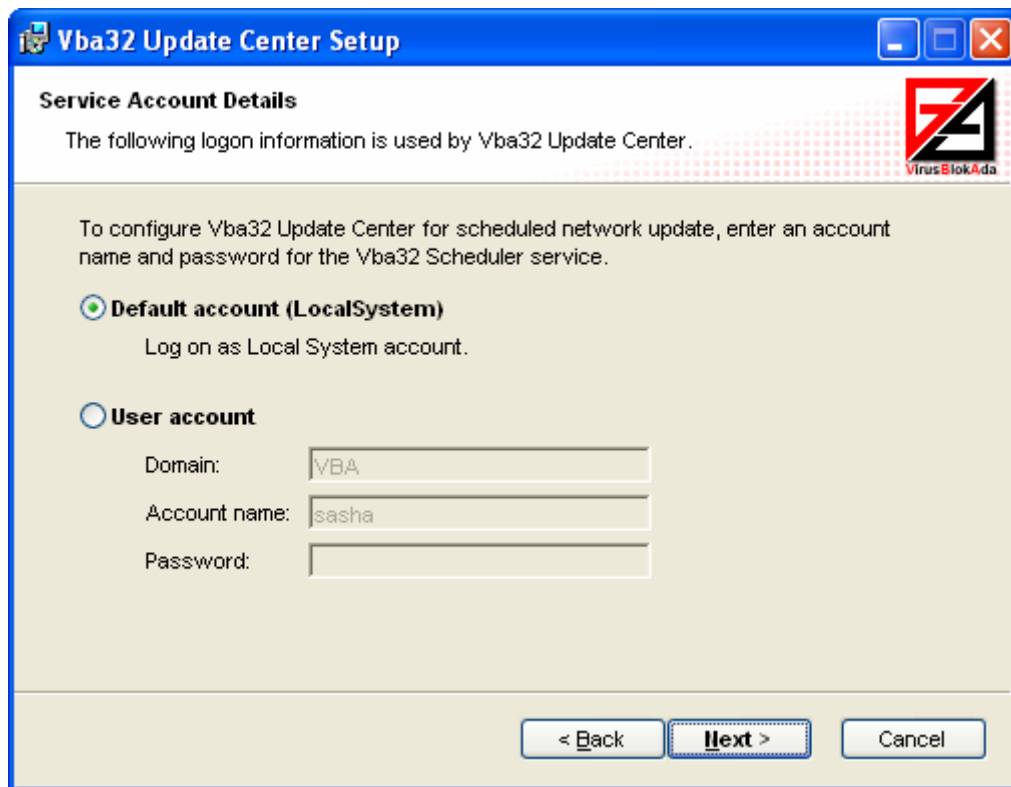 Vba32 Update Center Setup
Service Account Details
The following logon information is used by Vba32 Update Center.
VirusBlokAda
To configure Vba32 Update Center for scheduled network update, enter an account
name and password for the Vba32 Scheduler service.
Default account (LocalSystem)
Log on as Local System account.
User account
Domain: VBA
Account name: sasha
Password:
< Back Next > Cancel